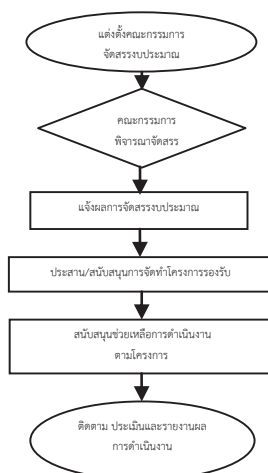 แต่งตั้งคณะกรรมการ
จัดสรรงบประมาณ
คณะกรรมการ
พิจารณาจัดสรร
แจ้งผลการจัดสรรงบประมาณ
ประสาน/สนับสนุนการจัดทำโครงการรองรับ
สนับสนุนช่วยเหลือการดำเนินงาน
ตามโครงการ
ติดตาม ประเมินและรายงานผล
การดำเนินงาน